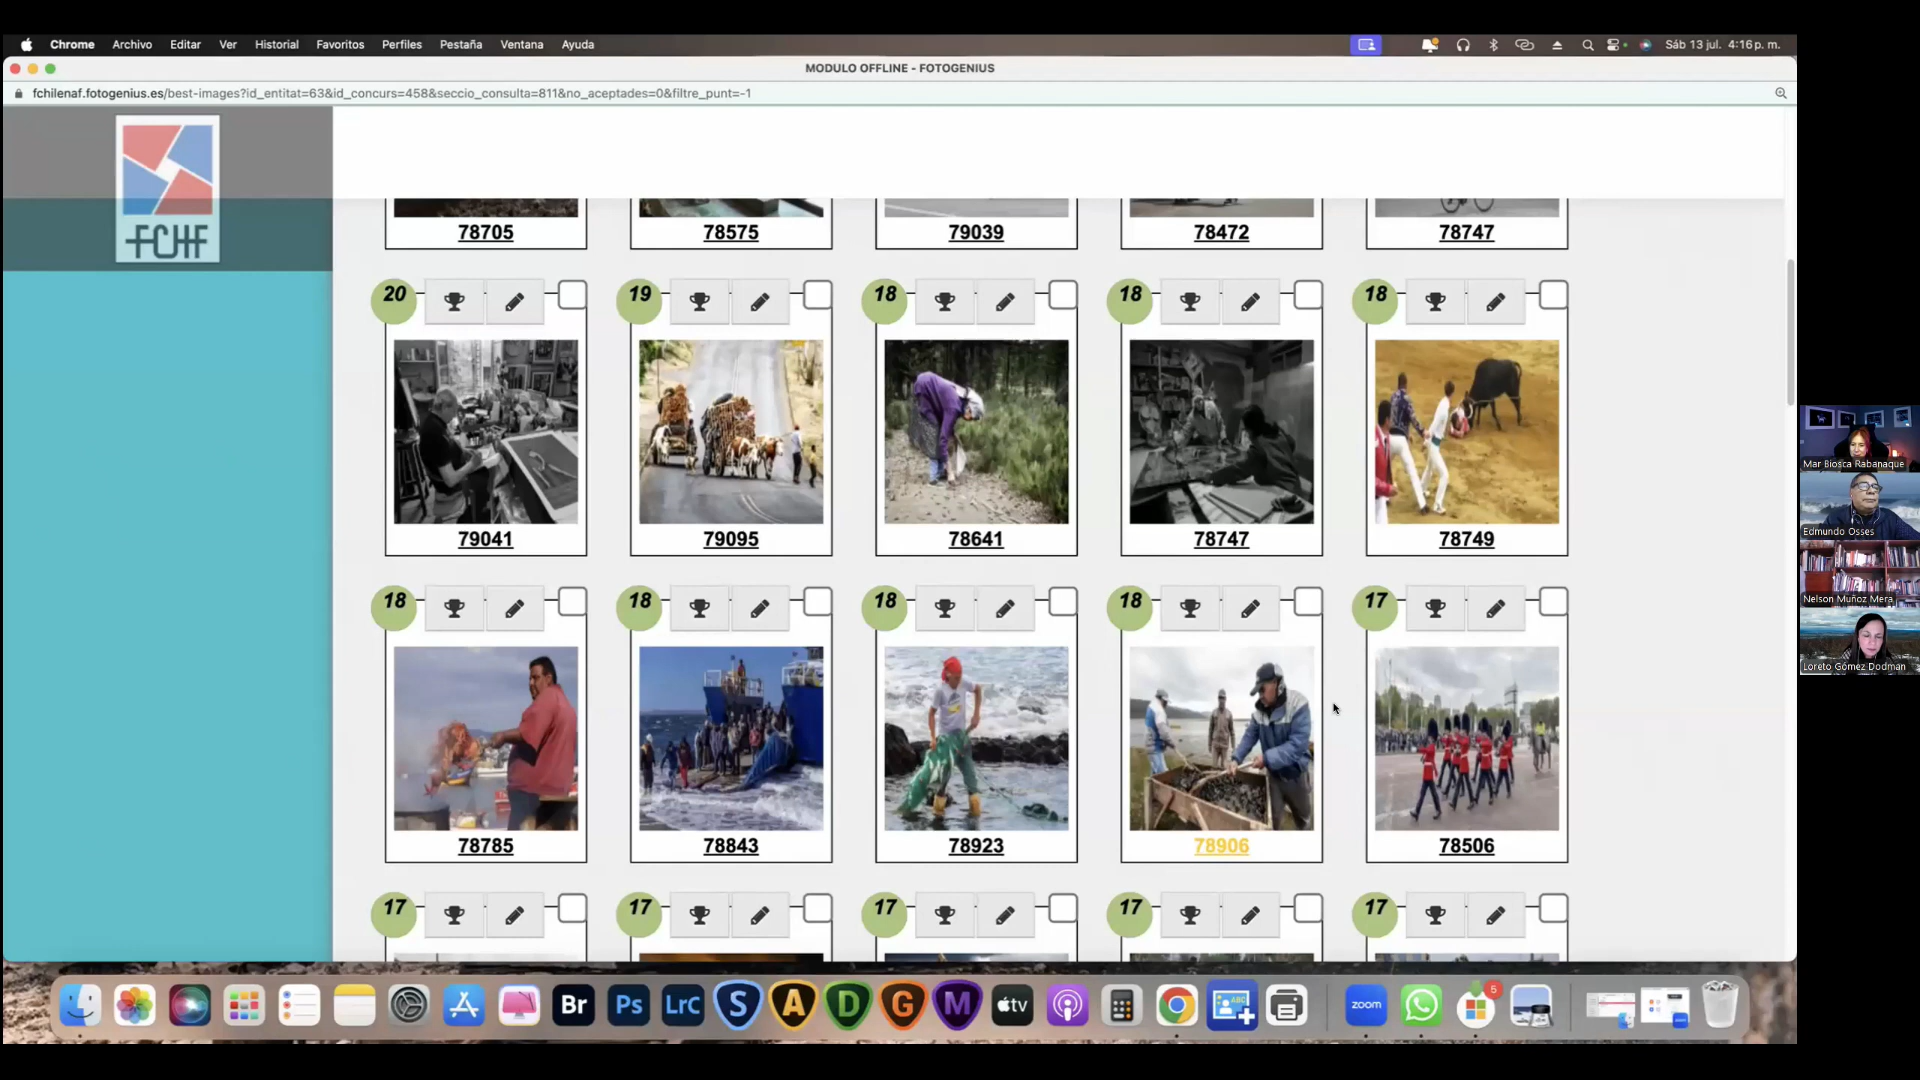 Chrome Archivo Editar Ver Historial Favoritos Perfiles Pestaña Ventana Ayuda Sáb 13 jul. 4:16 p. m.
MODULO OFFLINE - FOTOGENIUS
fchilenaf.fotogenius.es/best-images?id_entitat=63&id_concurs=458&seccio_consulta=811&no_aceptades=0&filtre_punt=-1
FCHF
78705 78575 79039 78472 78747
20 19 18 18 18
79041 79095 78641 78747 78749
18 18 18 18 17
78785 78843 78923 78906 78506
17 17 17 17 17
Mar Biosca Rabanaque
Edmundo Osses
Nelson Muñoz Mera
Loreto Gómez Dodman
Br Ps LrC S A D G M tv ABC zoom 5